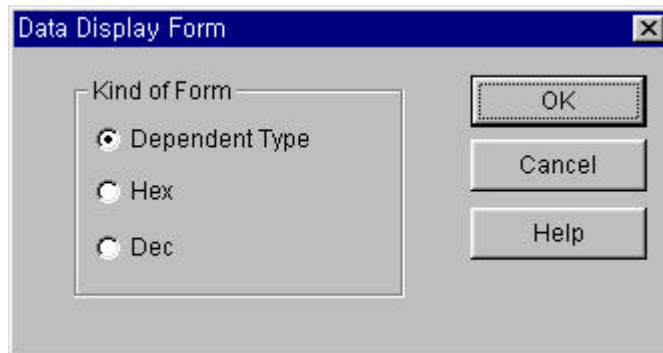 Data Display Form
Kind of Form
Dependent Type
Hex
Dec
OK
Cancel
Help